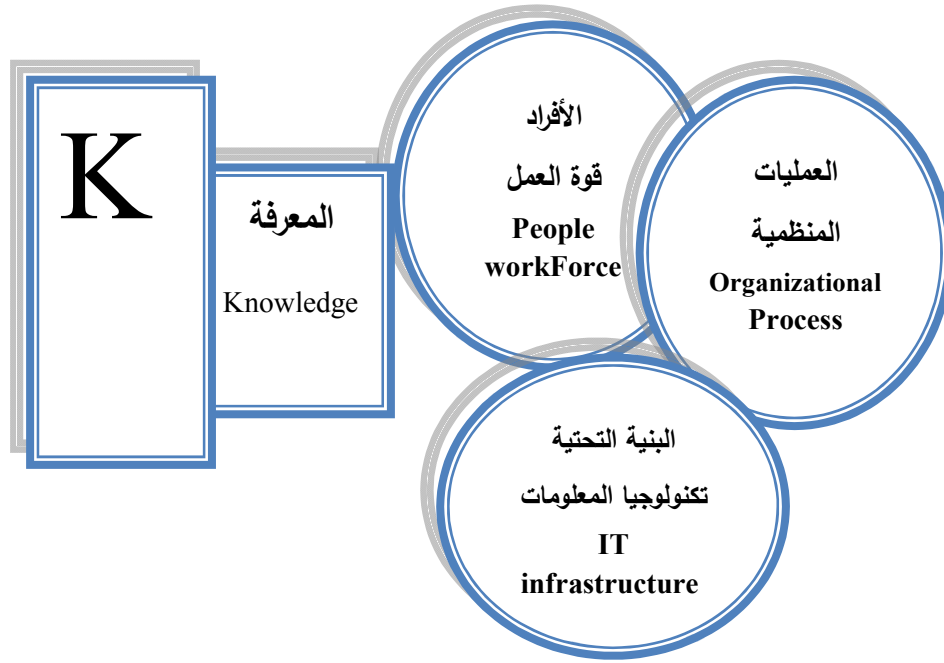 K
المعرفة
Knowledge
الأفراد
قوة العمل
People
workForce
العمليات
المنظمية
Organizational
Process
البنية التحتية
تكنولوجيا المعلومات
IT
infrastructure